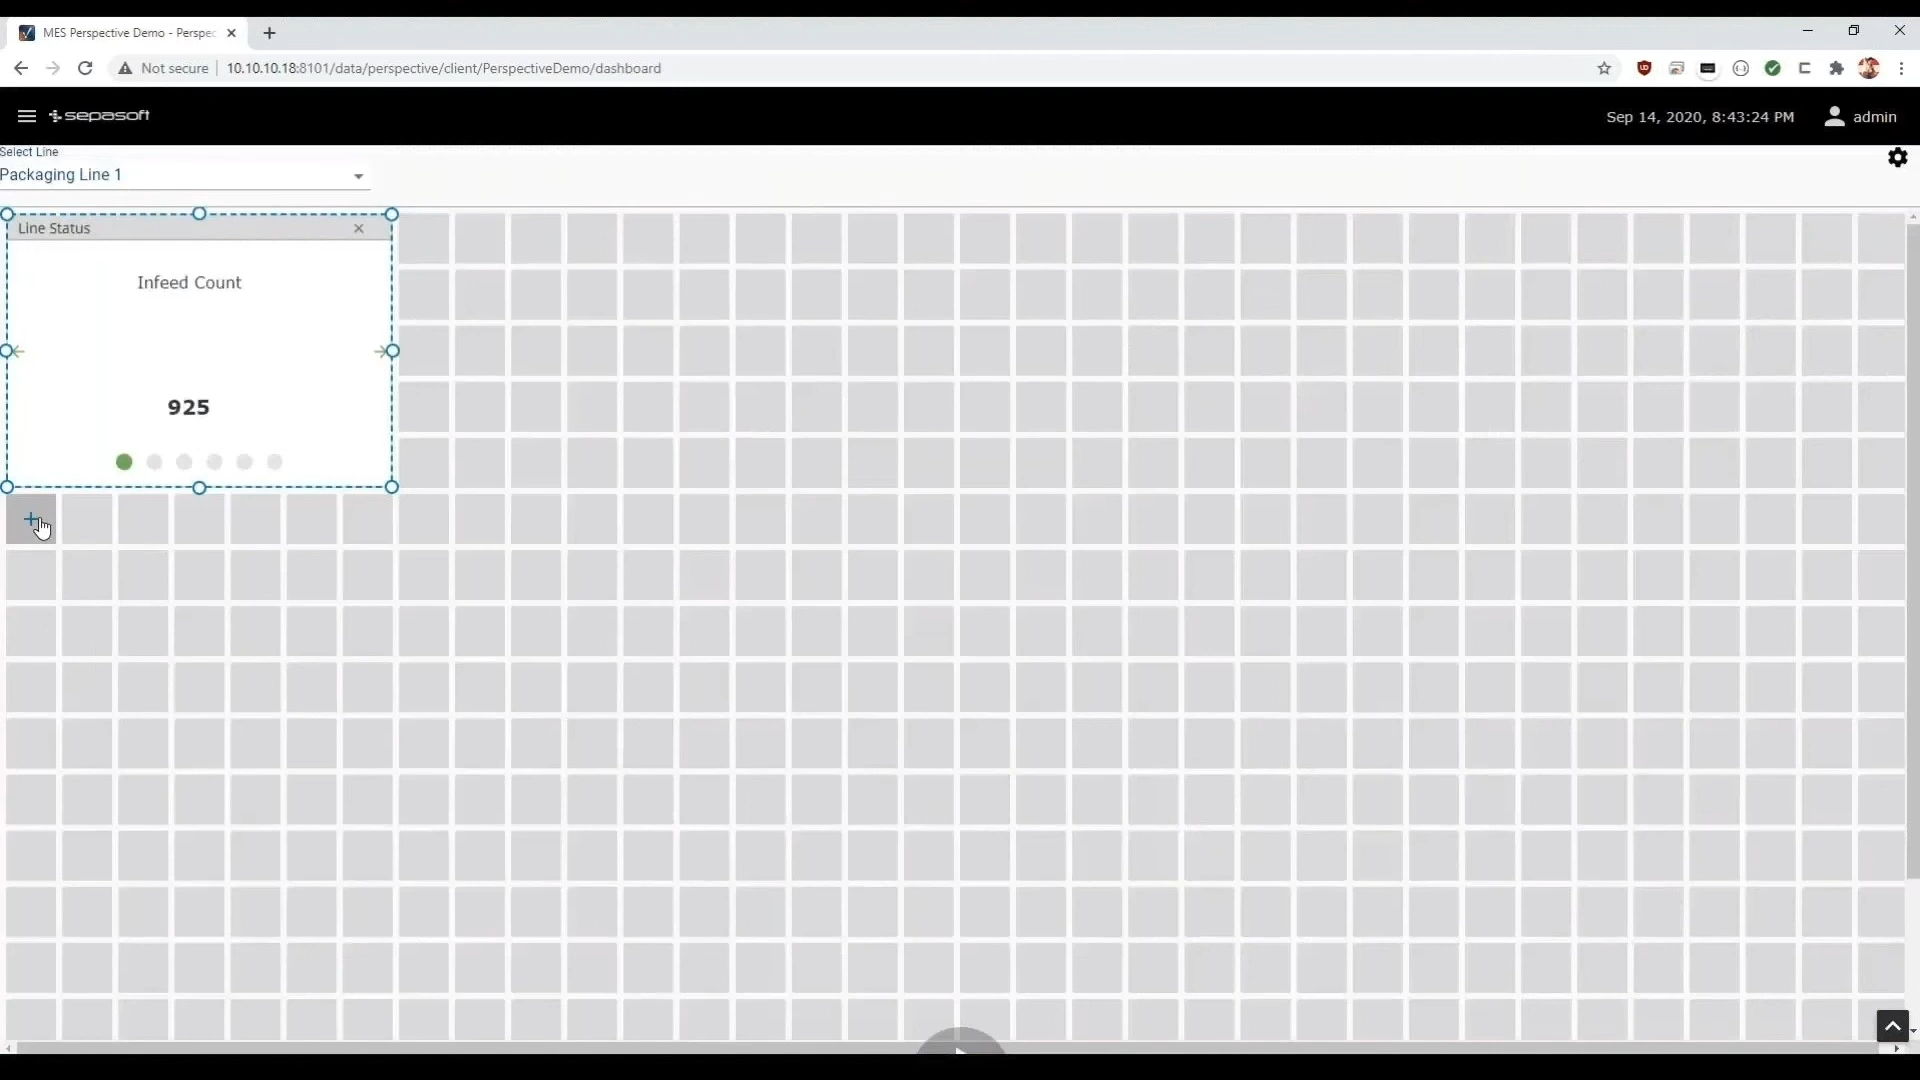 MES Perspective Demo - Perspec
Not secure
10.10.10.18:8101/data/perspective/client/PerspectiveDemo/dashboard
sepasoft
Sep 14, 2020, 8:43:24 PM
admin
Select Line
Packaging Line 1
Line Status
Infeed Count
925